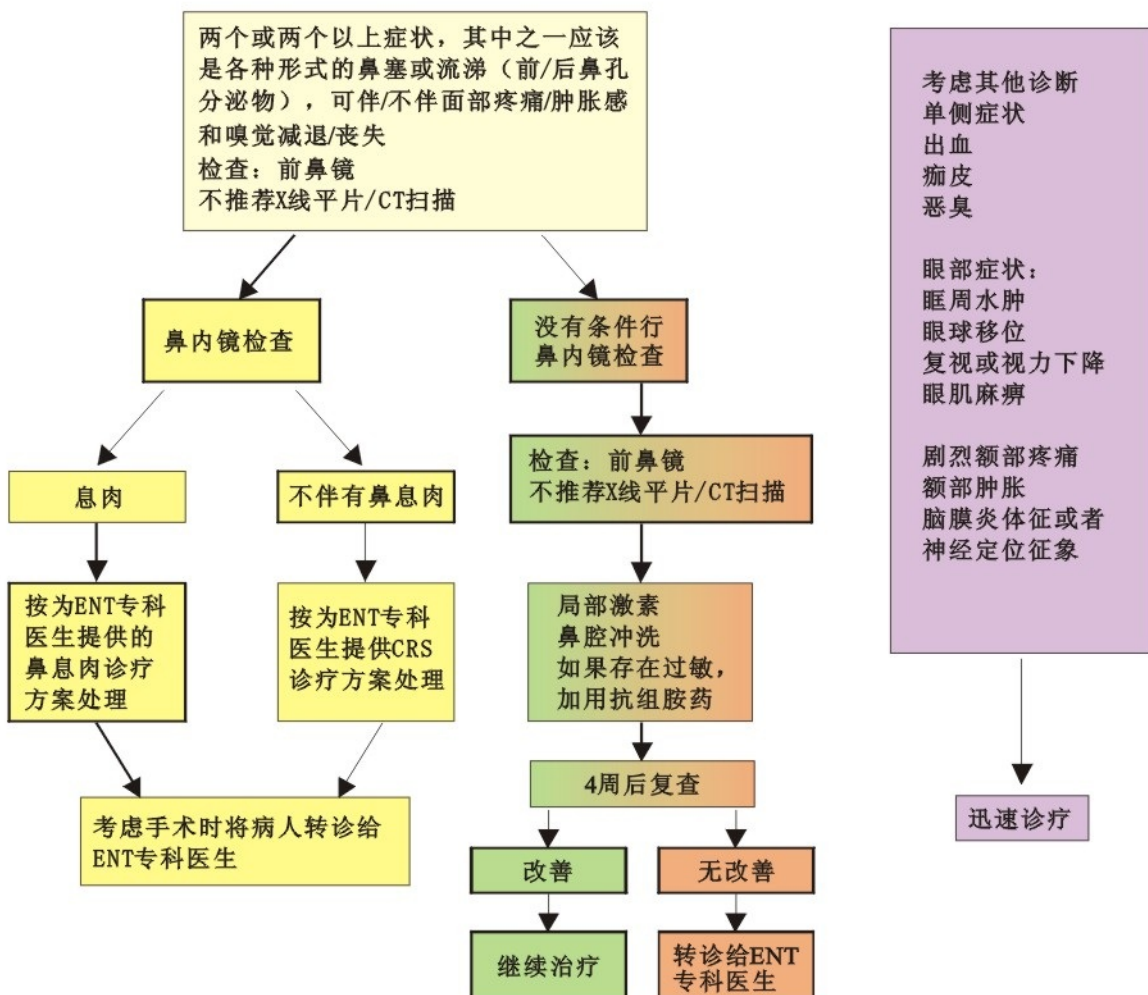 两个或两个以上症状，其中之一应该
是各种形式的鼻塞或流涕（前/后鼻孔
分泌物），可伴/不伴面部疼痛/肿胀感
和嗅觉减退/丧失
检查：前鼻镜
不推荐X线平片/CT扫描
鼻内镜检查
没有条件行
鼻内镜检查
息肉
不伴有鼻息肉
检查：前鼻镜
不推荐X线平片/CT扫描
按为ENT专科
医生提供的
鼻息肉诊疗
方案处理
按为ENT专科
医生提供CRS
诊疗方案处理
局部激素
鼻腔冲洗
如果存在过敏，
加用抗组胺药
4周后复查
考虑手术时将病人转诊给
ENT专科医生
改善
无改善
继续治疗
转诊给ENT
专科医生
考虑其他诊断
单侧症状
出血
痂皮
恶臭
眼部症状：
眶周水肿
眼球移位
复视或视力下降
眼肌麻痹
剧烈额部疼痛
额部肿胀
脑膜炎体征或者
神经定位征象
迅速诊疗